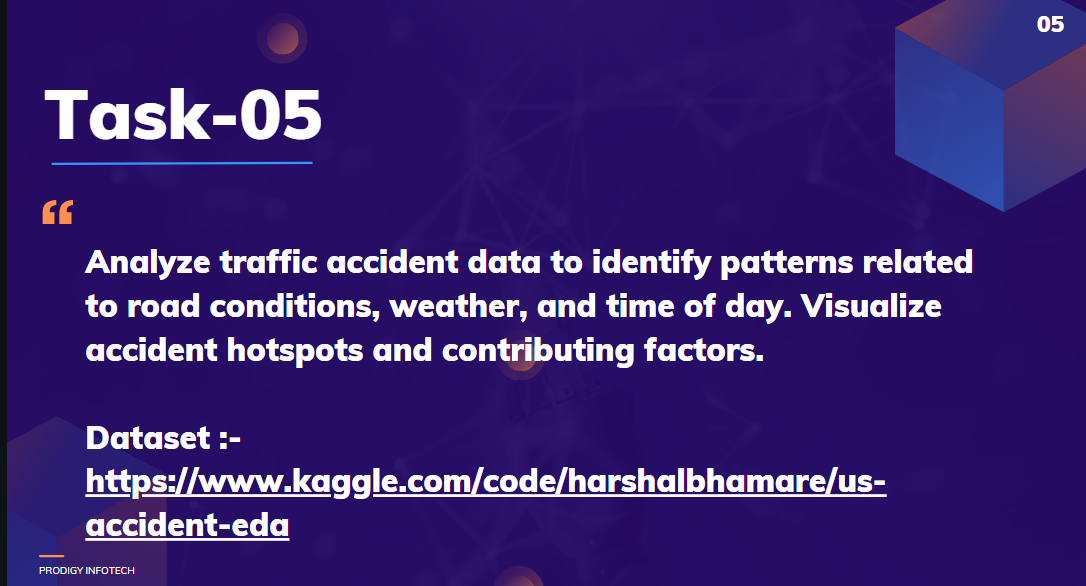 05
Task-05
“
Analyze traffic accident data to identify patterns related
to road conditions, weather, and time of day. Visualize
accident hotspots and contributing factors.
Dataset :-
https://www.kaggle.com/code/harshalbhamare/us-
accident-eda
PRODIGY INFOTECH